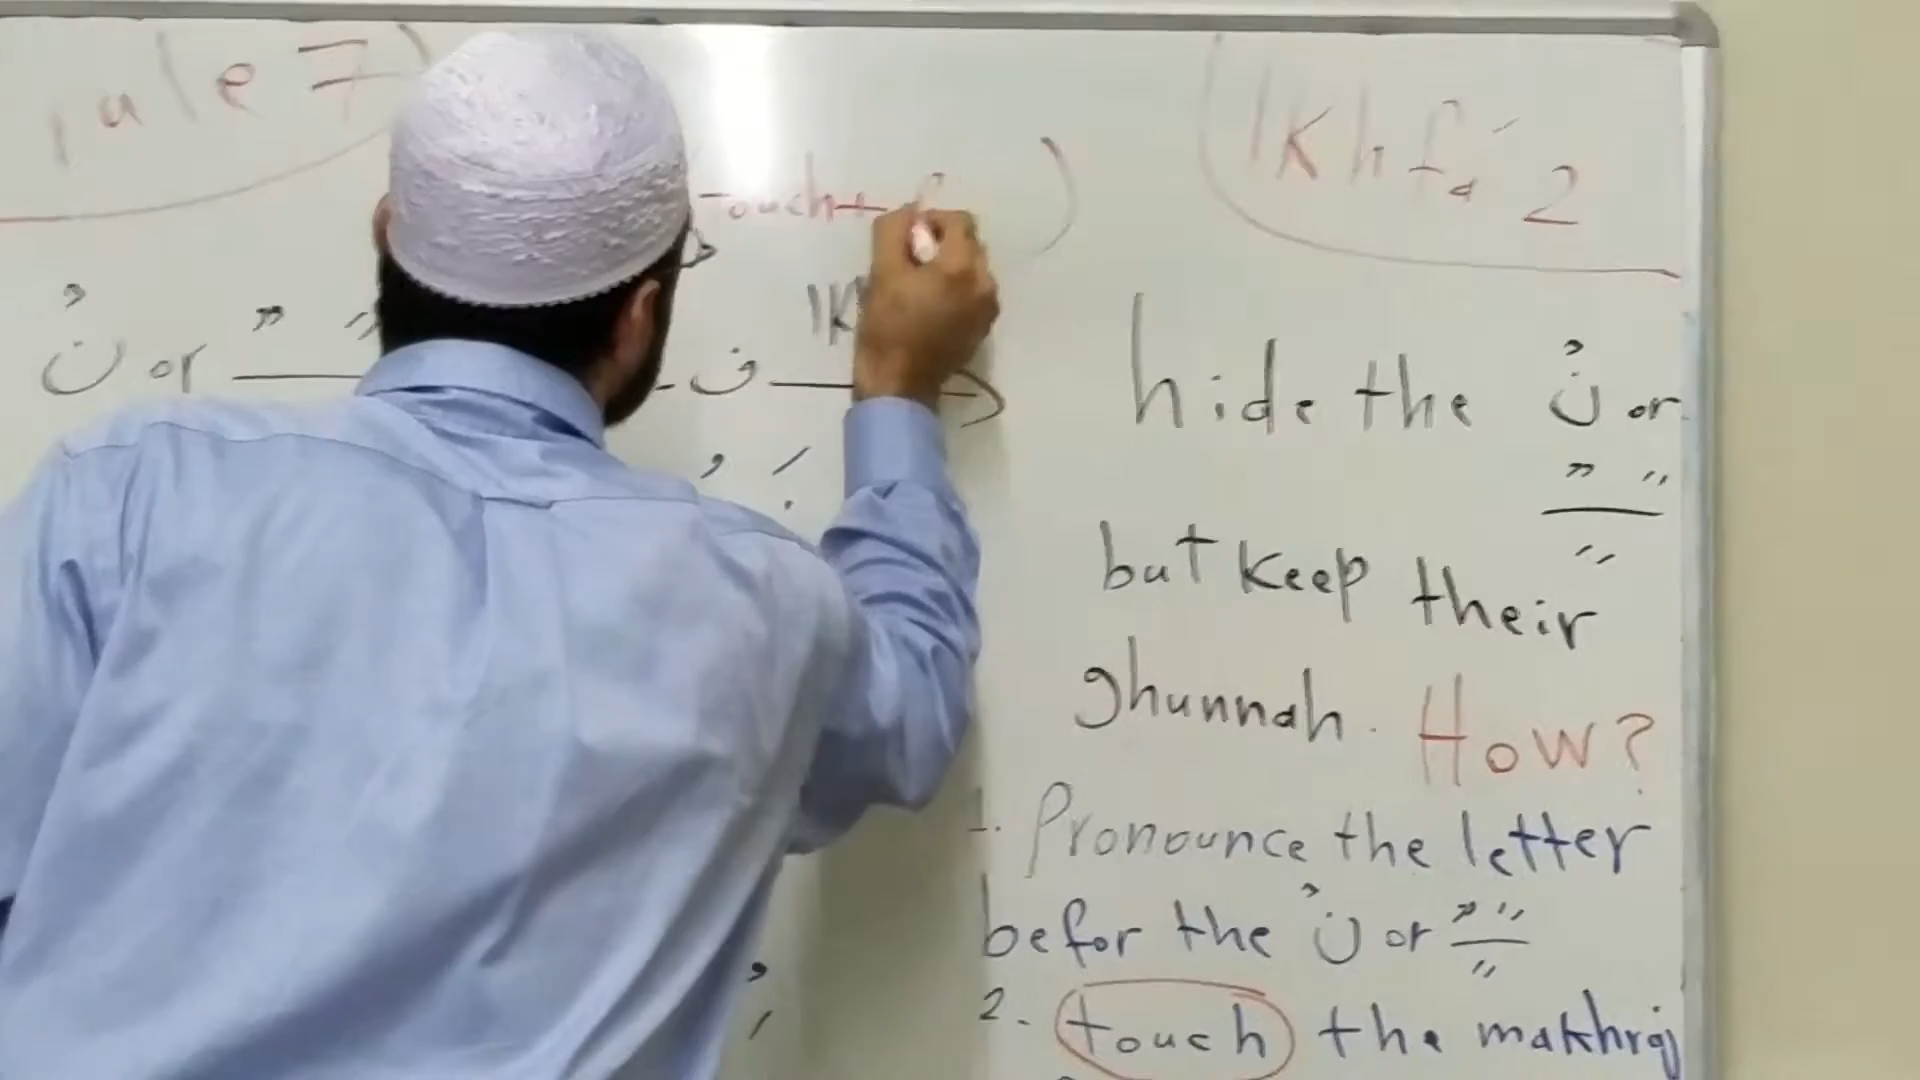 rule 7
Ikhfa' 2
touch +
نْ or ف
hide the نْ or
but keep their
ghunnah. How?
1. Pronounce the letter
befor the نْ or
2. touch the makhraj